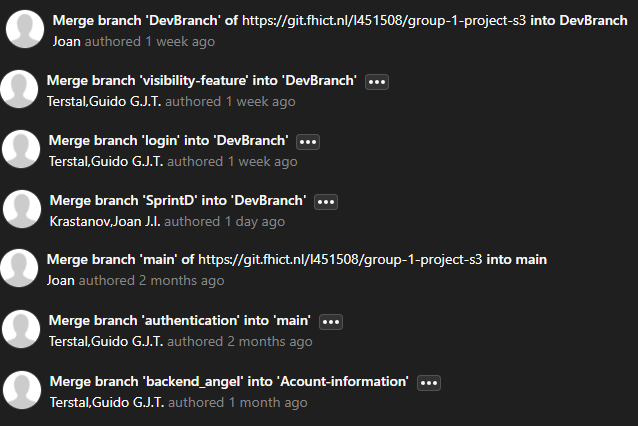 Merge branch 'DevBranch' of https://git.fhict.nl/I451508/group-1-project-s3 into DevBranch
Joan authored 1 week ago
Merge branch 'visibility-feature' into 'DevBranch' •••
Terstal,Guido G.J.T. authored 1 week ago
Merge branch 'login' into 'DevBranch' •••
Terstal,Guido G.J.T. authored 1 week ago
Merge branch 'SprintD' into 'DevBranch' •••
Krastanov,Joan J.I. authored 1 day ago
Merge branch 'main' of https://git.fhict.nl/I451508/group-1-project-s3 into main
Joan authored 2 months ago
Merge branch 'authentication' into 'main' •••
Terstal,Guido G.J.T. authored 2 months ago
Merge branch 'backend_angel' into 'Acount-information' •••
Terstal,Guido G.J.T. authored 1 month ago